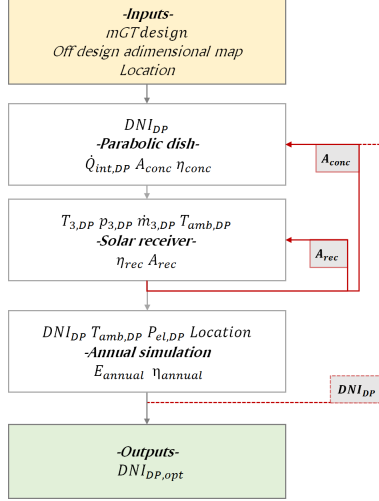 -Inputs-
mGT design
Off design adimensional map
Location
DNI_DP
-Parabolic dish-
Q̇_int,DP A_conc η_conc
A_conc
T_3,DP p_3,DP ṁ_3,DP T_amb,DP
-Solar receiver-
η_rec A_rec
A_rec
DNI_DP T_amb,DP P_el,DP Location
-Annual simulation
E_annual η_annual
DNI_DP
-Outputs-
DNI_DP,opt